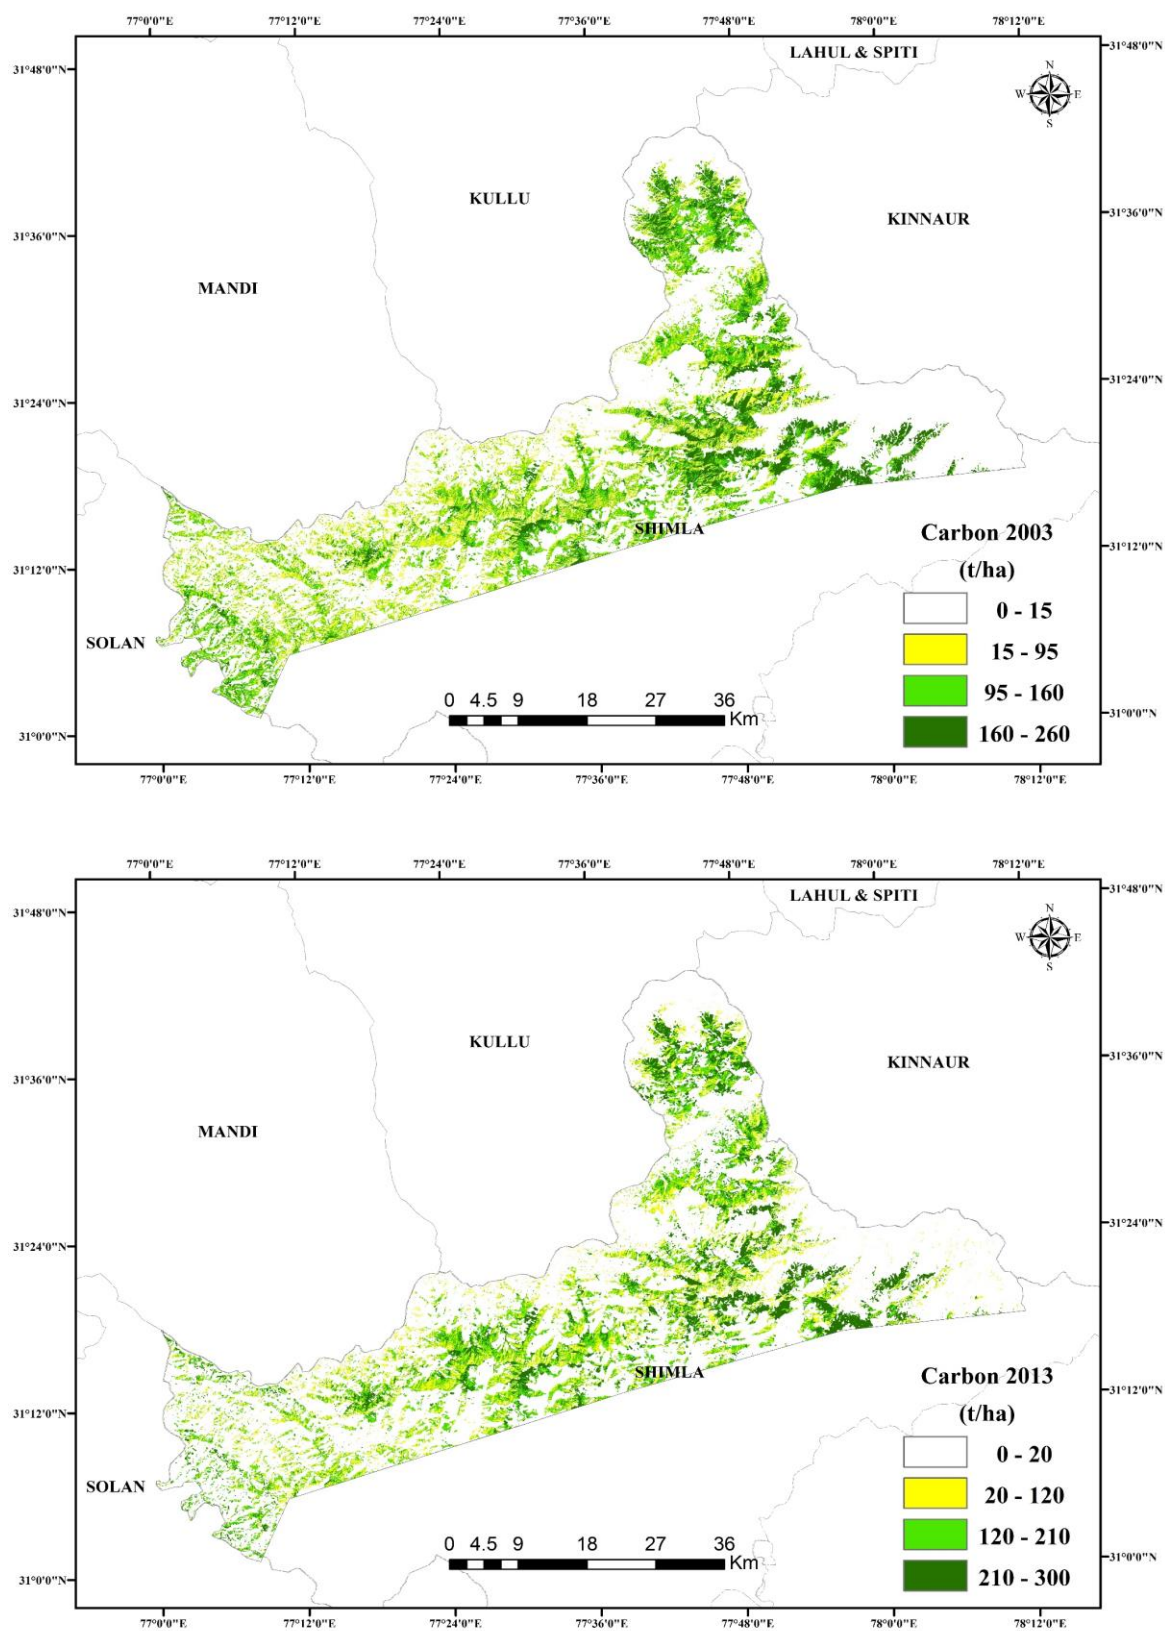 77°0'0"E 77°12'0"E 77°24'0"E 77°36'0"E 77°48'0"E 78°0'0"E 78°12'0"E
LAHUL & SPITI
31°48'0"N 31°48'0"N
N
W E
S
KULLU
KINNAUR
31°36'0"N 31°36'0"N
MANDI
31°24'0"N 31°24'0"N
SHIMLA
Carbon 2003
31°12'0"N 31°12'0"N
(t/ha)
0 - 15
SOLAN
15 - 95
95 - 160
0 4.5 9 18 27 36
Km
31°0'0"N 31°0'0"N
160 - 260
77°0'0"E 77°12'0"E 77°24'0"E 77°36'0"E 77°48'0"E 78°0'0"E 78°12'0"E
77°0'0"E 77°12'0"E 77°24'0"E 77°36'0"E 77°48'0"E 78°0'0"E 78°12'0"E
LAHUL & SPITI
31°48'0"N 31°48'0"N
N
W E
S
KULLU
KINNAUR
31°36'0"N 31°36'0"N
MANDI
31°24'0"N 31°24'0"N
SHIMLA
Carbon 2013
31°12'0"N 31°12'0"N
(t/ha)
0 - 20
SOLAN
20 - 120
120 - 210
0 4.5 9 18 27 36
Km
31°0'0"N 31°0'0"N
210 - 300
77°0'0"E 77°12'0"E 77°24'0"E 77°36'0"E 77°48'0"E 78°0'0"E 78°12'0"E